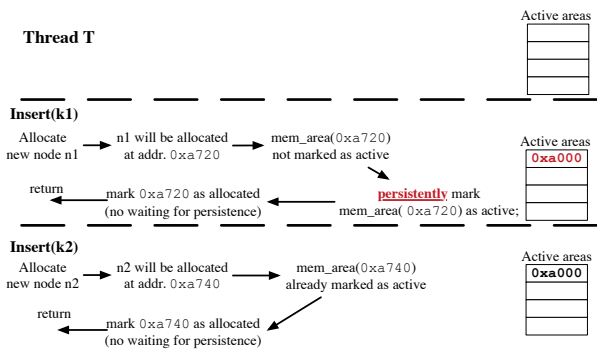 Active areas
Thread T
Insert(k1)
Allocate
new node n1
n1 will be allocated
at addr. 0xa720
mem_area(0xa720)
not marked as active
Active areas
0xa000
return
mark 0xa720 as allocated
(no waiting for persistence)
persistently mark
mem_area( 0xa720) as active;
Insert(k2)
Allocate
new node n2
n2 will be allocated
at addr. 0xa740
mem_area(0xa740)
already marked as active
Active areas
0xa000
return
mark 0xa740 as allocated
(no waiting for persistence)